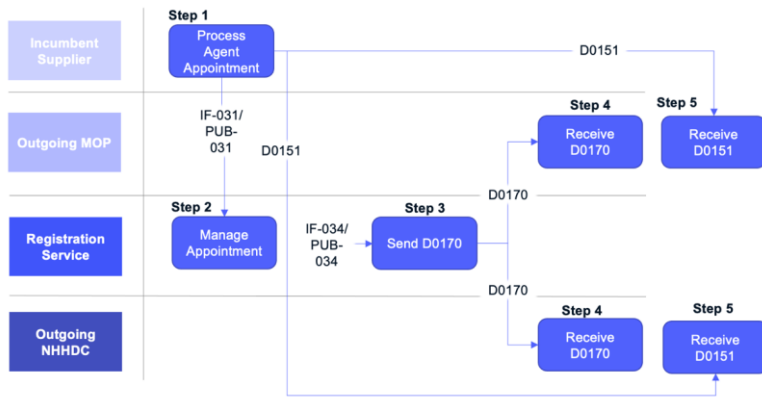 Step 1
Incumbent
Supplier
Process
Agent
Appointment
D0151
Step 4
Step 5
IF-031/
PUB-
031
Outgoing MOP
D0151
Receive
D0170
Receive
D0151
D0170
Step 2
Step 3
Registration
Service
Manage
Appointment
IF-034/
PUB-
034
Send D0170
D0170
Step 4
Step 5
Outgoing
NHHDC
Receive
D0170
Receive
D0151